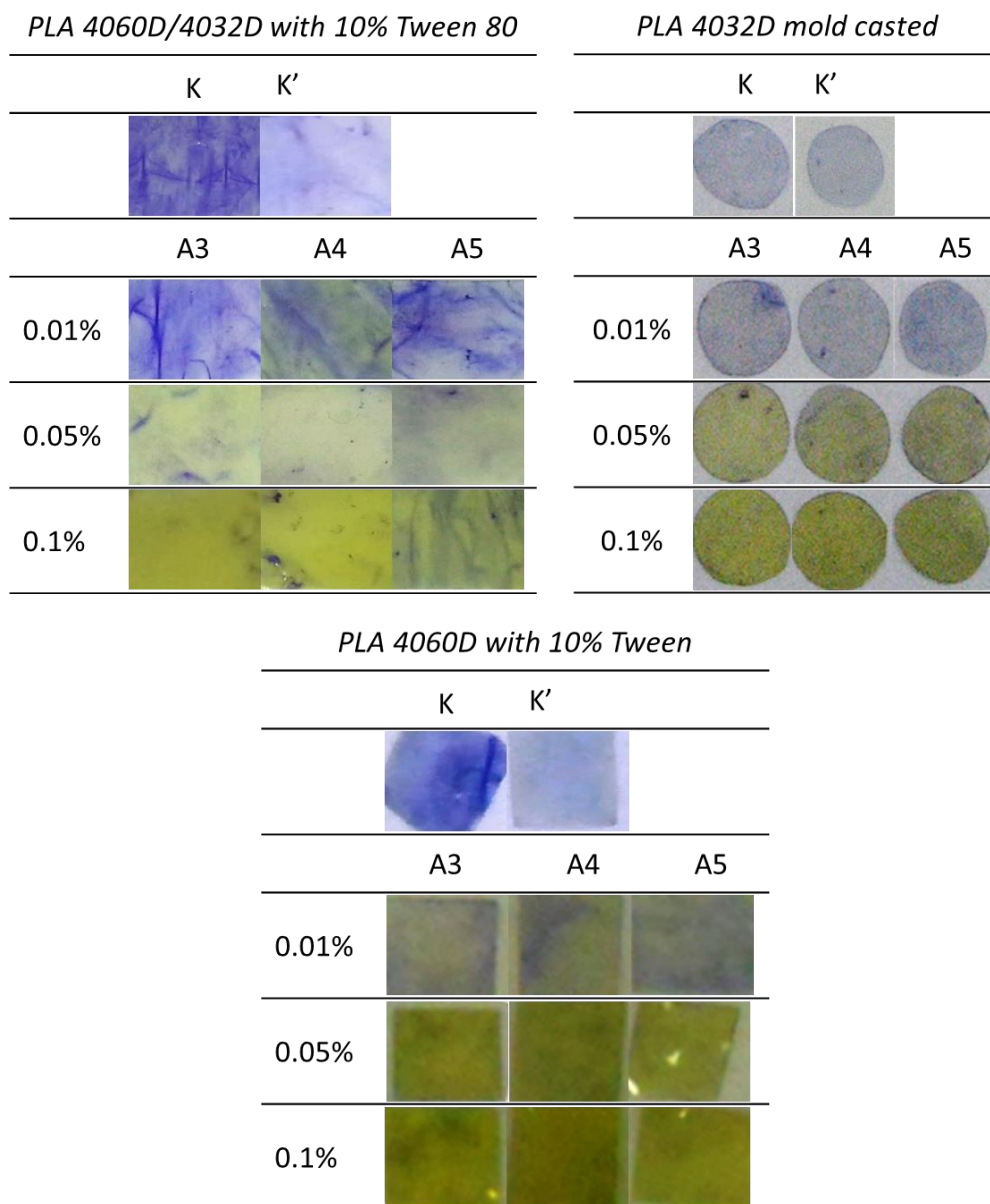 PLA 4060D/4032D with 10% Tween 80
K K’
A3 A4 A5
0.01%
0.05%
0.1%
PLA 4032D mold casted
K K’
A3 A4 A5
0.01%
0.05%
0.1%
PLA 4060D with 10% Tween
K K’
A3 A4 A5
0.01%
0.05%
0.1%